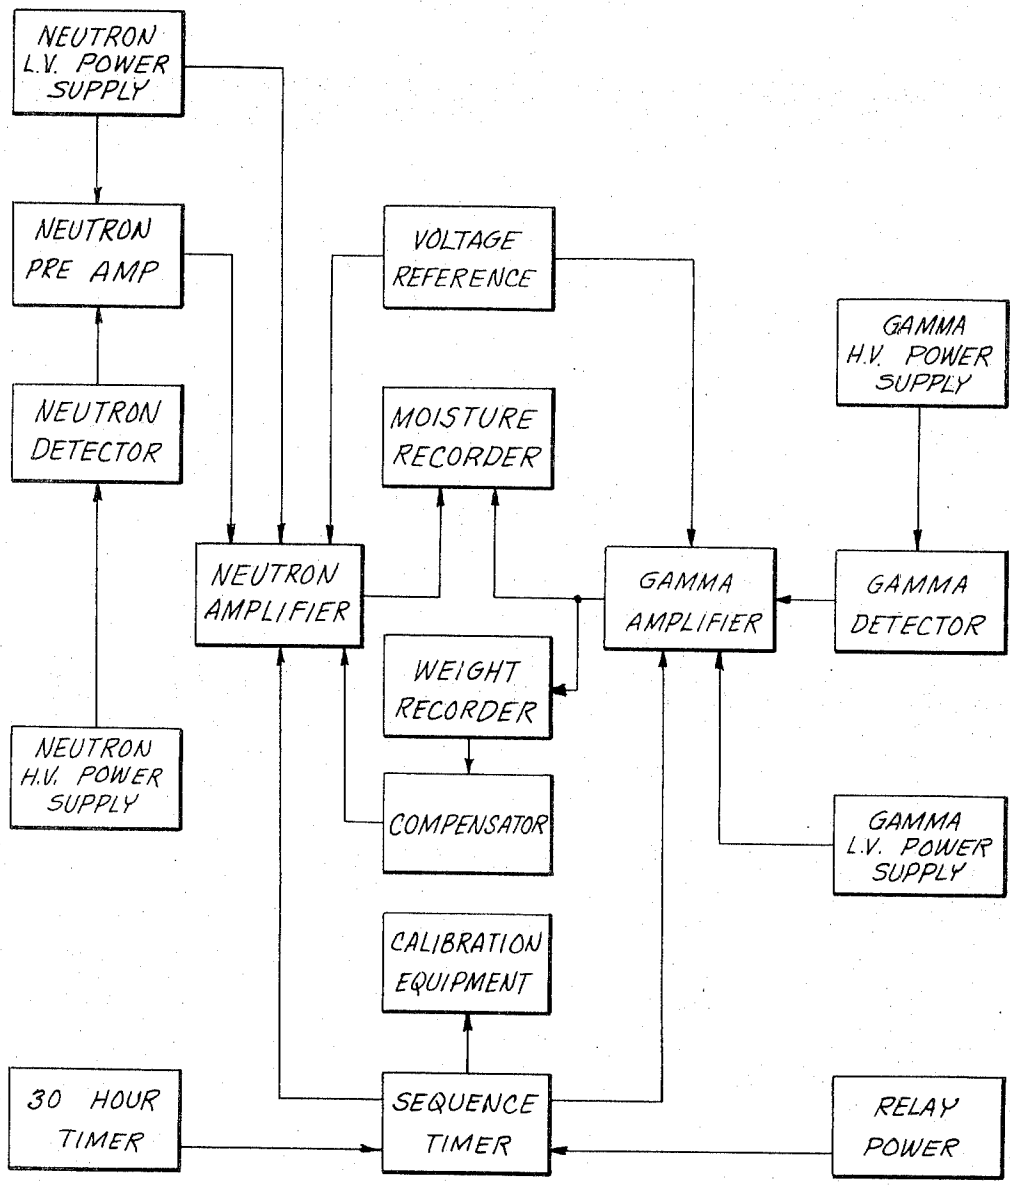 NEUTRON
L.V. POWER
SUPPLY
NEUTRON
PRE AMP
VOLTAGE
REFERENCE
GAMMA
H.V. POWER
SUPPLY
NEUTRON
DETECTOR
MOISTURE
RECORDER
NEUTRON
AMPLIFIER
GAMMA
AMPLIFIER
GAMMA
DETECTOR
WEIGHT
RECORDER
NEUTRON
H.V. POWER
SUPPLY
COMPENSATOR
GAMMA
L.V. POWER
SUPPLY
CALIBRATION
EQUIPMENT
30 HOUR
TIMER
SEQUENCE
TIMER
RELAY
POWER